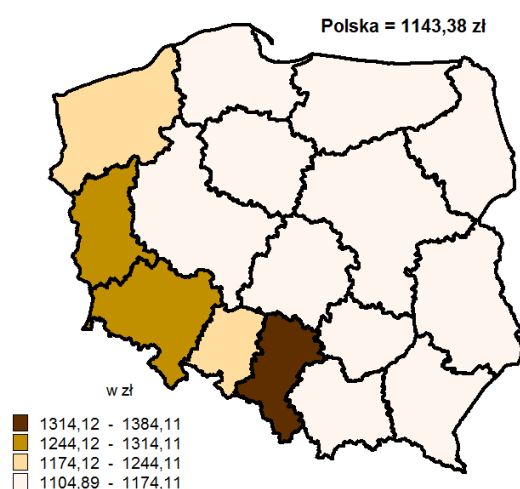 Polska = 1143,38 zł
w zł
1314,12 - 1384,11
1244,12 - 1314,11
1174,12 - 1244,11
1104,89 - 1174,11